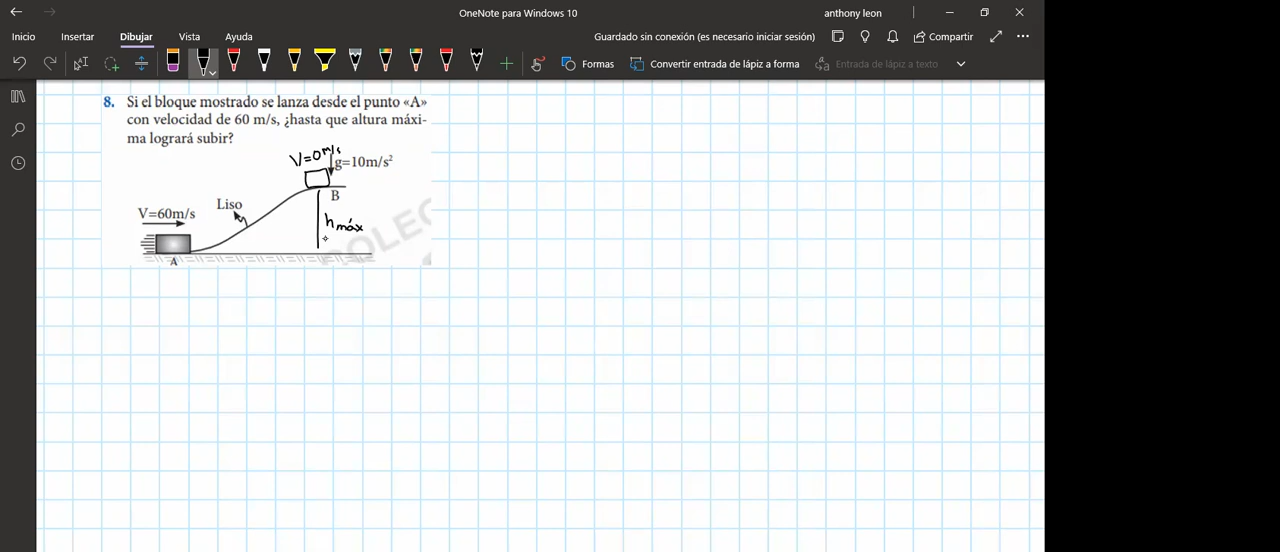 OneNote para Windows 10
anthony leon
Inicio Insertar Dibujar Vista Ayuda
Guardado sin conexión (es necesario iniciar sesión) Compartir
Formas Convertir entrada de lápiz a forma Entrada de lápiz a texto
8. Si el bloque mostrado se lanza desde el punto «A»
con velocidad de 60 m/s, ¿hasta que altura máxi-
ma logrará subir?
V=0m/s
g=10m/s²
B
Liso
V=60m/s
hmáx
A